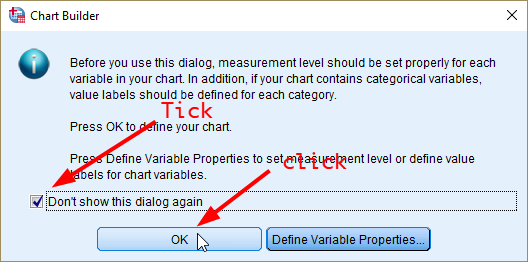 Chart Builder
Before you use this dialog, measurement level should be set properly for each
variable in your chart. In addition, if your chart contains categorical variables,
value labels should be defined for each category.
Tick
Press OK to define your chart.
Press Define Variable Properties to set measurement level or define value
labels for chart variables.
click
Don't show this dialog again
OK
Define Variable Properties...